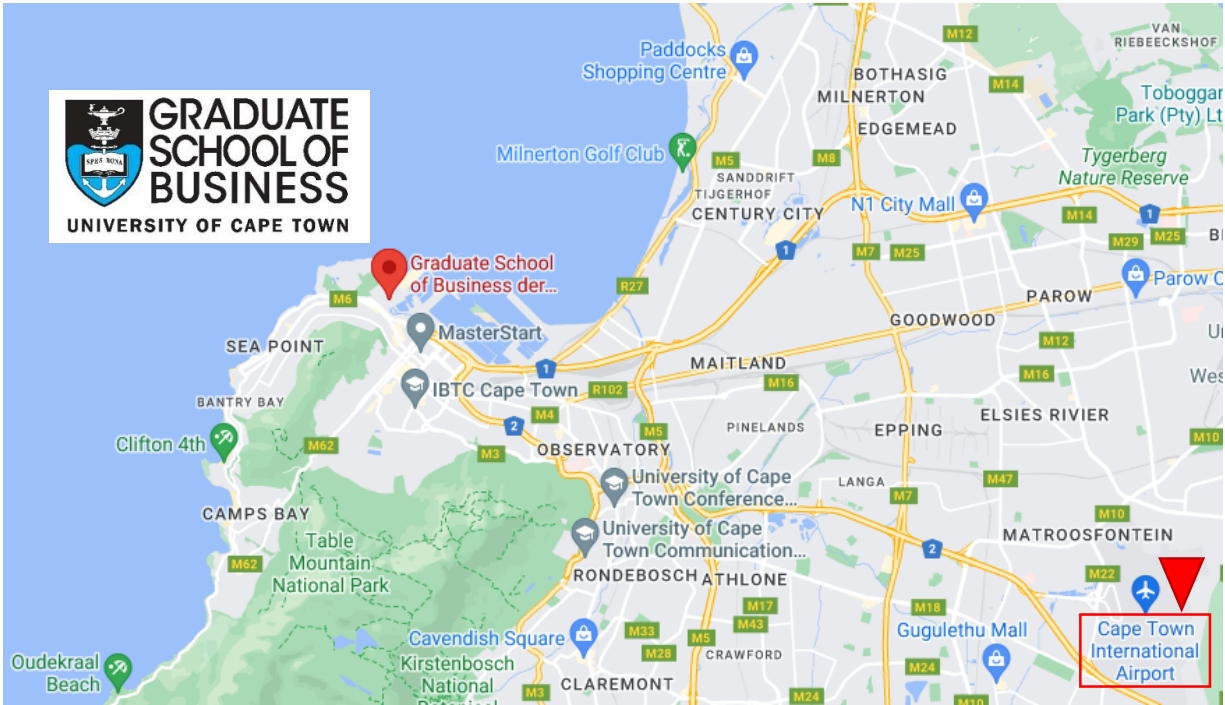 GRADUATE
SCHOOL OF
BUSINESS
UNIVERSITY OF CAPE TOWN
SPES BONA
Paddocks
Shopping Centre
M12
VAN
RIEBEECKSHOF
BOTHASIG
M14
MILNERTON
EDGEMEAD
Park (Pty)
Milnerton Golf Club
M5
M8
Tygerberg
Nature Reserve
SANDDRIFT
TIJGERHOF
CENTURY CITY
N1 City Mall
M14
1
1
M7
M25
M29
M25
Graduate School
of Business der...
M6
R27
Parow
PAROW
GOODWOOD
MasterStart
SEA POINT
M12
1
MAITLAND
M16
M16
IBTC Cape Town
R102
BANTRY BAY
M4
ELSIES RIVIER
2
M5
PINELANDS
EPPING
M10
Clifton 4th
M62
M3
OBSERVATORY
University of Cape
Town Conference...
LANGA
M47
M7
CAMPS BAY
M10
University of Cape
Town Communication...
MATROOSFONTEIN
2
Table
Mountain
National Park
M62
RONDEBOSCH
ATHLONE
M22
M17
M18
M43
Cavendish Square
M33
M5
Gugulethu Mall
Cape Town
International
Airport
M28
CRAWFORD
Oudekraal
Beach
Kirstenbosch
National
M24
CLAREMONT
M3
M24
M10